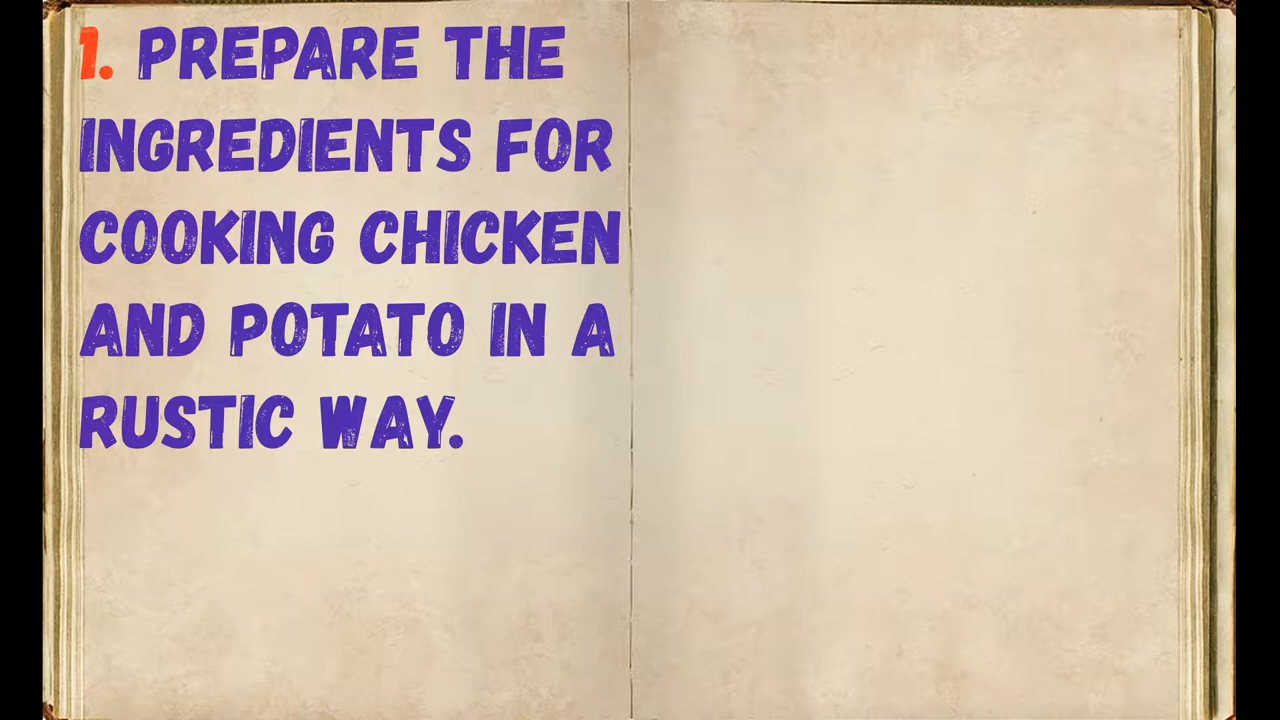 1. PREPARE THE
INGREDIENTS FOR
COOKING CHICKEN
AND POTATO IN A
RUSTIC WAY.